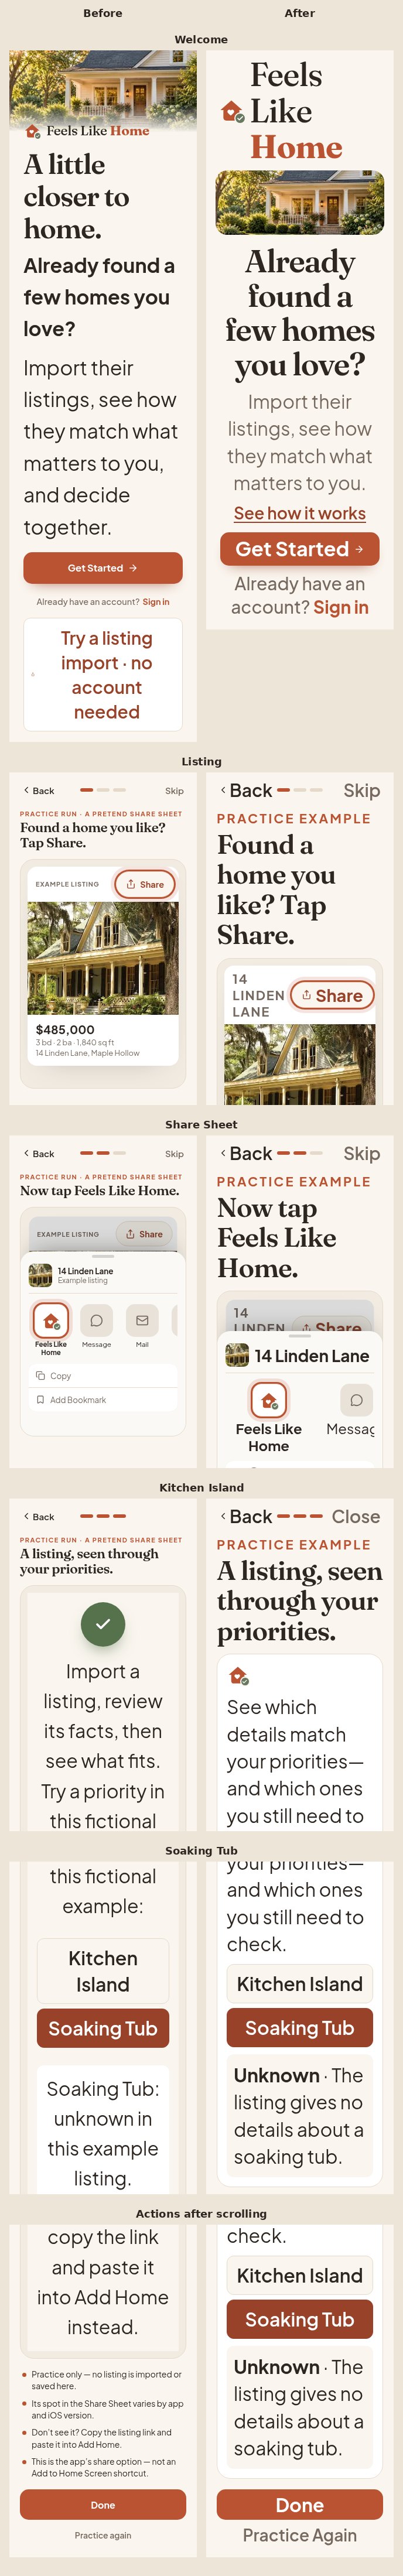 Before
After
Welcome
Feels Like Home
A little
closer to
home.
Already found a
few homes you
love?
Import their
listings, see how
they match what
matters to you,
and decide
together.
Get Started →
Already have an account? Sign in
Try a listing
import · no
account
needed
Feels
Like
Home
Already
found a
few homes
you love?
Import their
listings, see how
they match what
matters to you.
See how it works
Get Started →
Already have an
account? Sign in
Listing
Back
Skip
PRACTICE RUN · A PRETEND SHARE SHEET
Found a home you like?
Tap Share.
EXAMPLE LISTING
Share
$485,000
3 bd · 2 ba · 1,840 sq ft
14 Linden Lane, Maple Hollow
Back
Skip
PRACTICE EXAMPLE
Found a
home you
like? Tap
Share.
14
LINDEN
LANE
Share
Share Sheet
Back
Skip
PRACTICE RUN · A PRETEND SHARE SHEET
Now tap Feels Like Home.
EXAMPLE LISTING
Share
14 Linden Lane
Example listing
Feels Like
Home
Message
Mail
Copy
Add Bookmark
Back
Skip
PRACTICE EXAMPLE
Now tap
Feels Like
Home.
14
LINDEN
Share
14 Linden Lane
Feels Like
Home
Messag
Kitchen Island
Back
PRACTICE RUN · A PRETEND SHARE SHEET
A listing, seen through
your priorities.
Import a
listing, review
its facts, then
see what fits.
Try a priority in
this fictional
Back
Close
PRACTICE EXAMPLE
A listing, seen
through your
priorities.
See which
details match
your priorities—
and which ones
you still need to
Soaking Tub
this fictional
example:
Kitchen
Island
Soaking Tub
Soaking Tub:
unknown in
this example
listing.
your priorities—
and which ones
you still need to
check.
Kitchen Island
Soaking Tub
Unknown · The
listing gives no
details about a
soaking tub.
Actions after scrolling
copy the link
and paste it
into Add Home
instead.
Practice only — no listing is imported or
saved here.
Its spot in the Share Sheet varies by app
and iOS version.
Don't see it? Copy the listing link and
paste it into Add Home.
This is the app's share option — not an
Add to Home Screen shortcut.
Done
Practice again
check.
Kitchen Island
Soaking Tub
Unknown · The
listing gives no
details about a
soaking tub.
Done
Practice Again